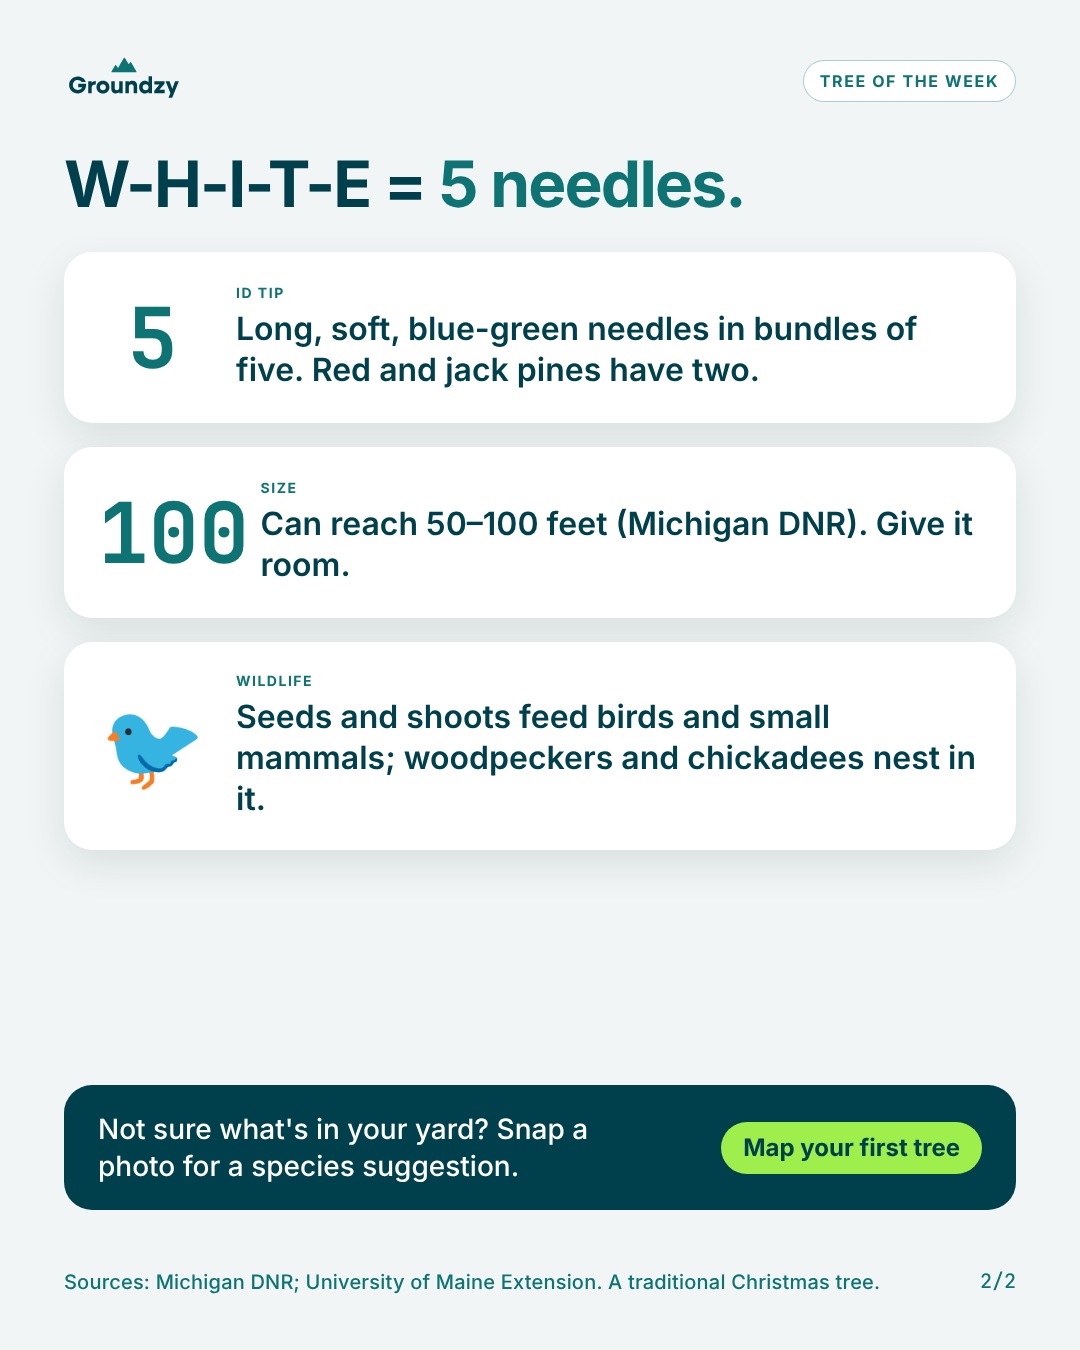 Groundzy
TREE OF THE WEEK
W-H-I-T-E = 5 needles.
5
ID TIP
Long, soft, blue-green needles in bundles of
five. Red and jack pines have two.
100
SIZE
Can reach 50–100 feet (Michigan DNR). Give it
room.
WILDLIFE
Seeds and shoots feed birds and small
mammals; woodpeckers and chickadees nest in
it.
Not sure what's in your yard? Snap a
photo for a species suggestion.
Map your first tree
Sources: Michigan DNR; University of Maine Extension. A traditional Christmas tree.
2/2